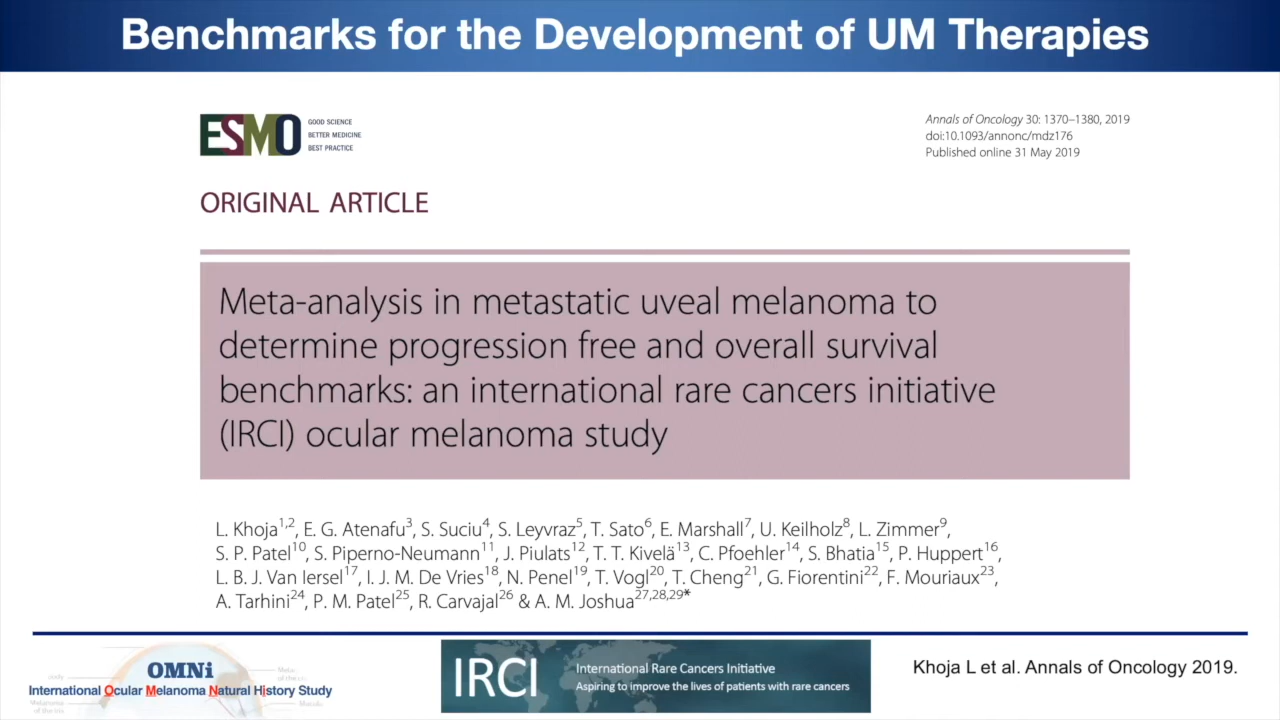 Benchmarks for the Development of UM Therapies
ESMO
GOOD SCIENCE
BETTER MEDICINE
BEST PRACTICE
Annals of Oncology 30: 1370–1380, 2019
doi:10.1093/annonc/mdz176
Published online 31 May 2019
ORIGINAL ARTICLE
Meta-analysis in metastatic uveal melanoma to
determine progression free and overall survival
benchmarks: an international rare cancers initiative
(IRCI) ocular melanoma study
L. Khoja1,2, E. G. Atenafu3, S. Suciu4, S. Leyvraz5, T. Sato6, E. Marshall7, U. Keilholz8, L. Zimmer9,
S. P. Patel10, S. Piperno-Neumann11, J. Piulats12, T. T. Kivelä13, C. Pfoehler14, S. Bhatia15, P. Huppert16,
L. B. J. Van Iersel17, I. J. M. De Vries18, N. Penel19, T. Vogl20, T. Cheng21, G. Fiorentini22, F. Mouriaux23,
A. Tarhini24, P. M. Patel25, R. Carvajal26 & A. M. Joshua27,28,29*
OMNi
International Ocular Melanoma Natural History Study
Melanoma
of the
of the
IRCI
International Rare Cancers Initiative
Aspiring to improve the lives of patients with rare cancers
Khoja L et al. Annals of Oncology 2019.